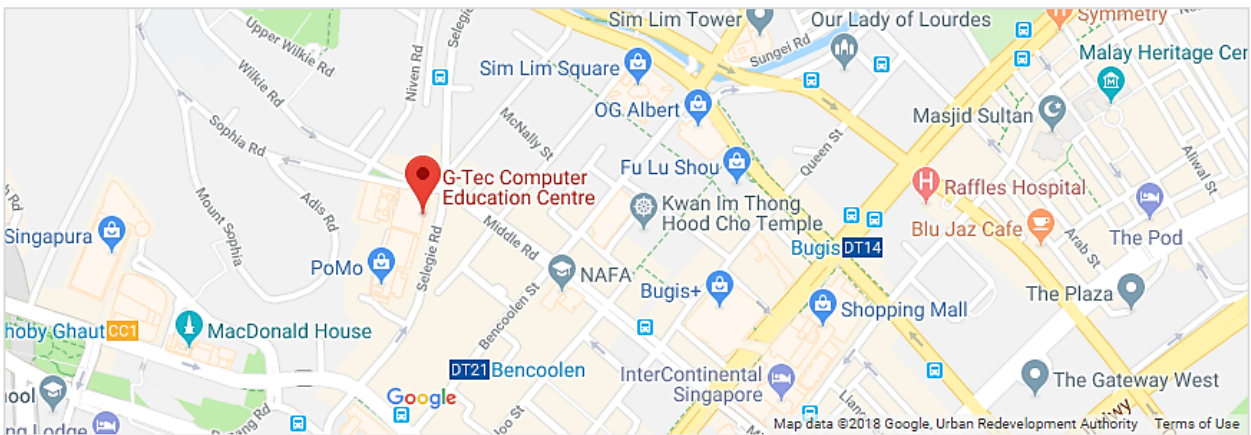 Upper Wilkie Rd
Wilkie Rd
Niven Rd
Selegie
Sim Lim Tower
Our Lady of Lourdes
Symmetry
Sungei Rd
Malay Heritage Cer
Sim Lim Square
OG Albert
McNally St
Masjid Sultan
Sophia Rd
Queen St
Fu Lu Shou
G-Tec Computer
Education Centre
Raffles Hospital
Aliwal St
Adis Rd
Mount Sophia
Kwan Im Thong
Hood Cho Temple
Singapura
Middle Rd
Blu Jaz Cafe
Arab St
The Pod
Bugis DT14
PoMo
Selegie Rd
NAFA
Bugis+
The Plaza
Shopping Mall
Bencoolen St
hoby Ghaut CC1
MacDonald House
DT21 Bencoolen
InterContinental
Singapore
The Gateway West
Google
Liang
Map data ©2018 Google, Urban Redevelopment Authority Terms of Use